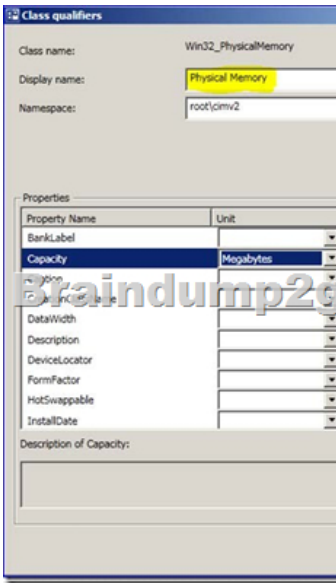 Class qualifiers
Class name: Win32_PhysicalMemory
Display name: Physical Memory
Namespace: root\cimv2
Properties
Property Name Unit
BankLabel
Capacity Megabytes
Braindump2g
DataWidth
Description
DeviceLocator
FormFactor
HotSwappable
InstallDate
Description of Capacity: